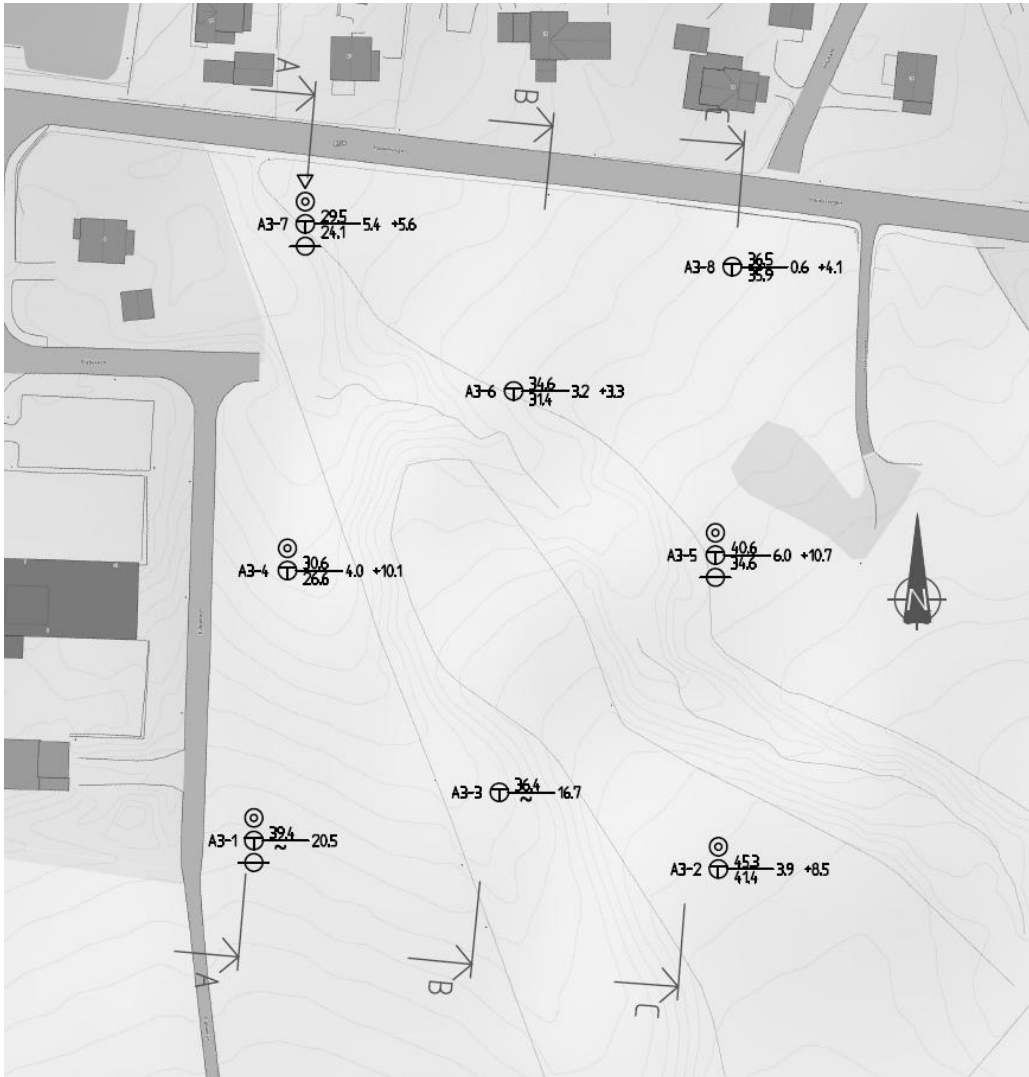 A
B
C
29.5
A3-7 24.1 5.4 +5.6
36.5
A3-8 35.9 0.6 +4.1
34.6
A3-6 31.4 3.2 +3.3
40.6
A3-5 34.6 6.0 +10.7
30.6
A3-4 26.6 4.0 +10.1
N
36.4
A3-3 ~ 16.7
39.4
A3-1 ~ 20.5
45.3
A3-2 41.4 3.9 +8.5
A
B
C